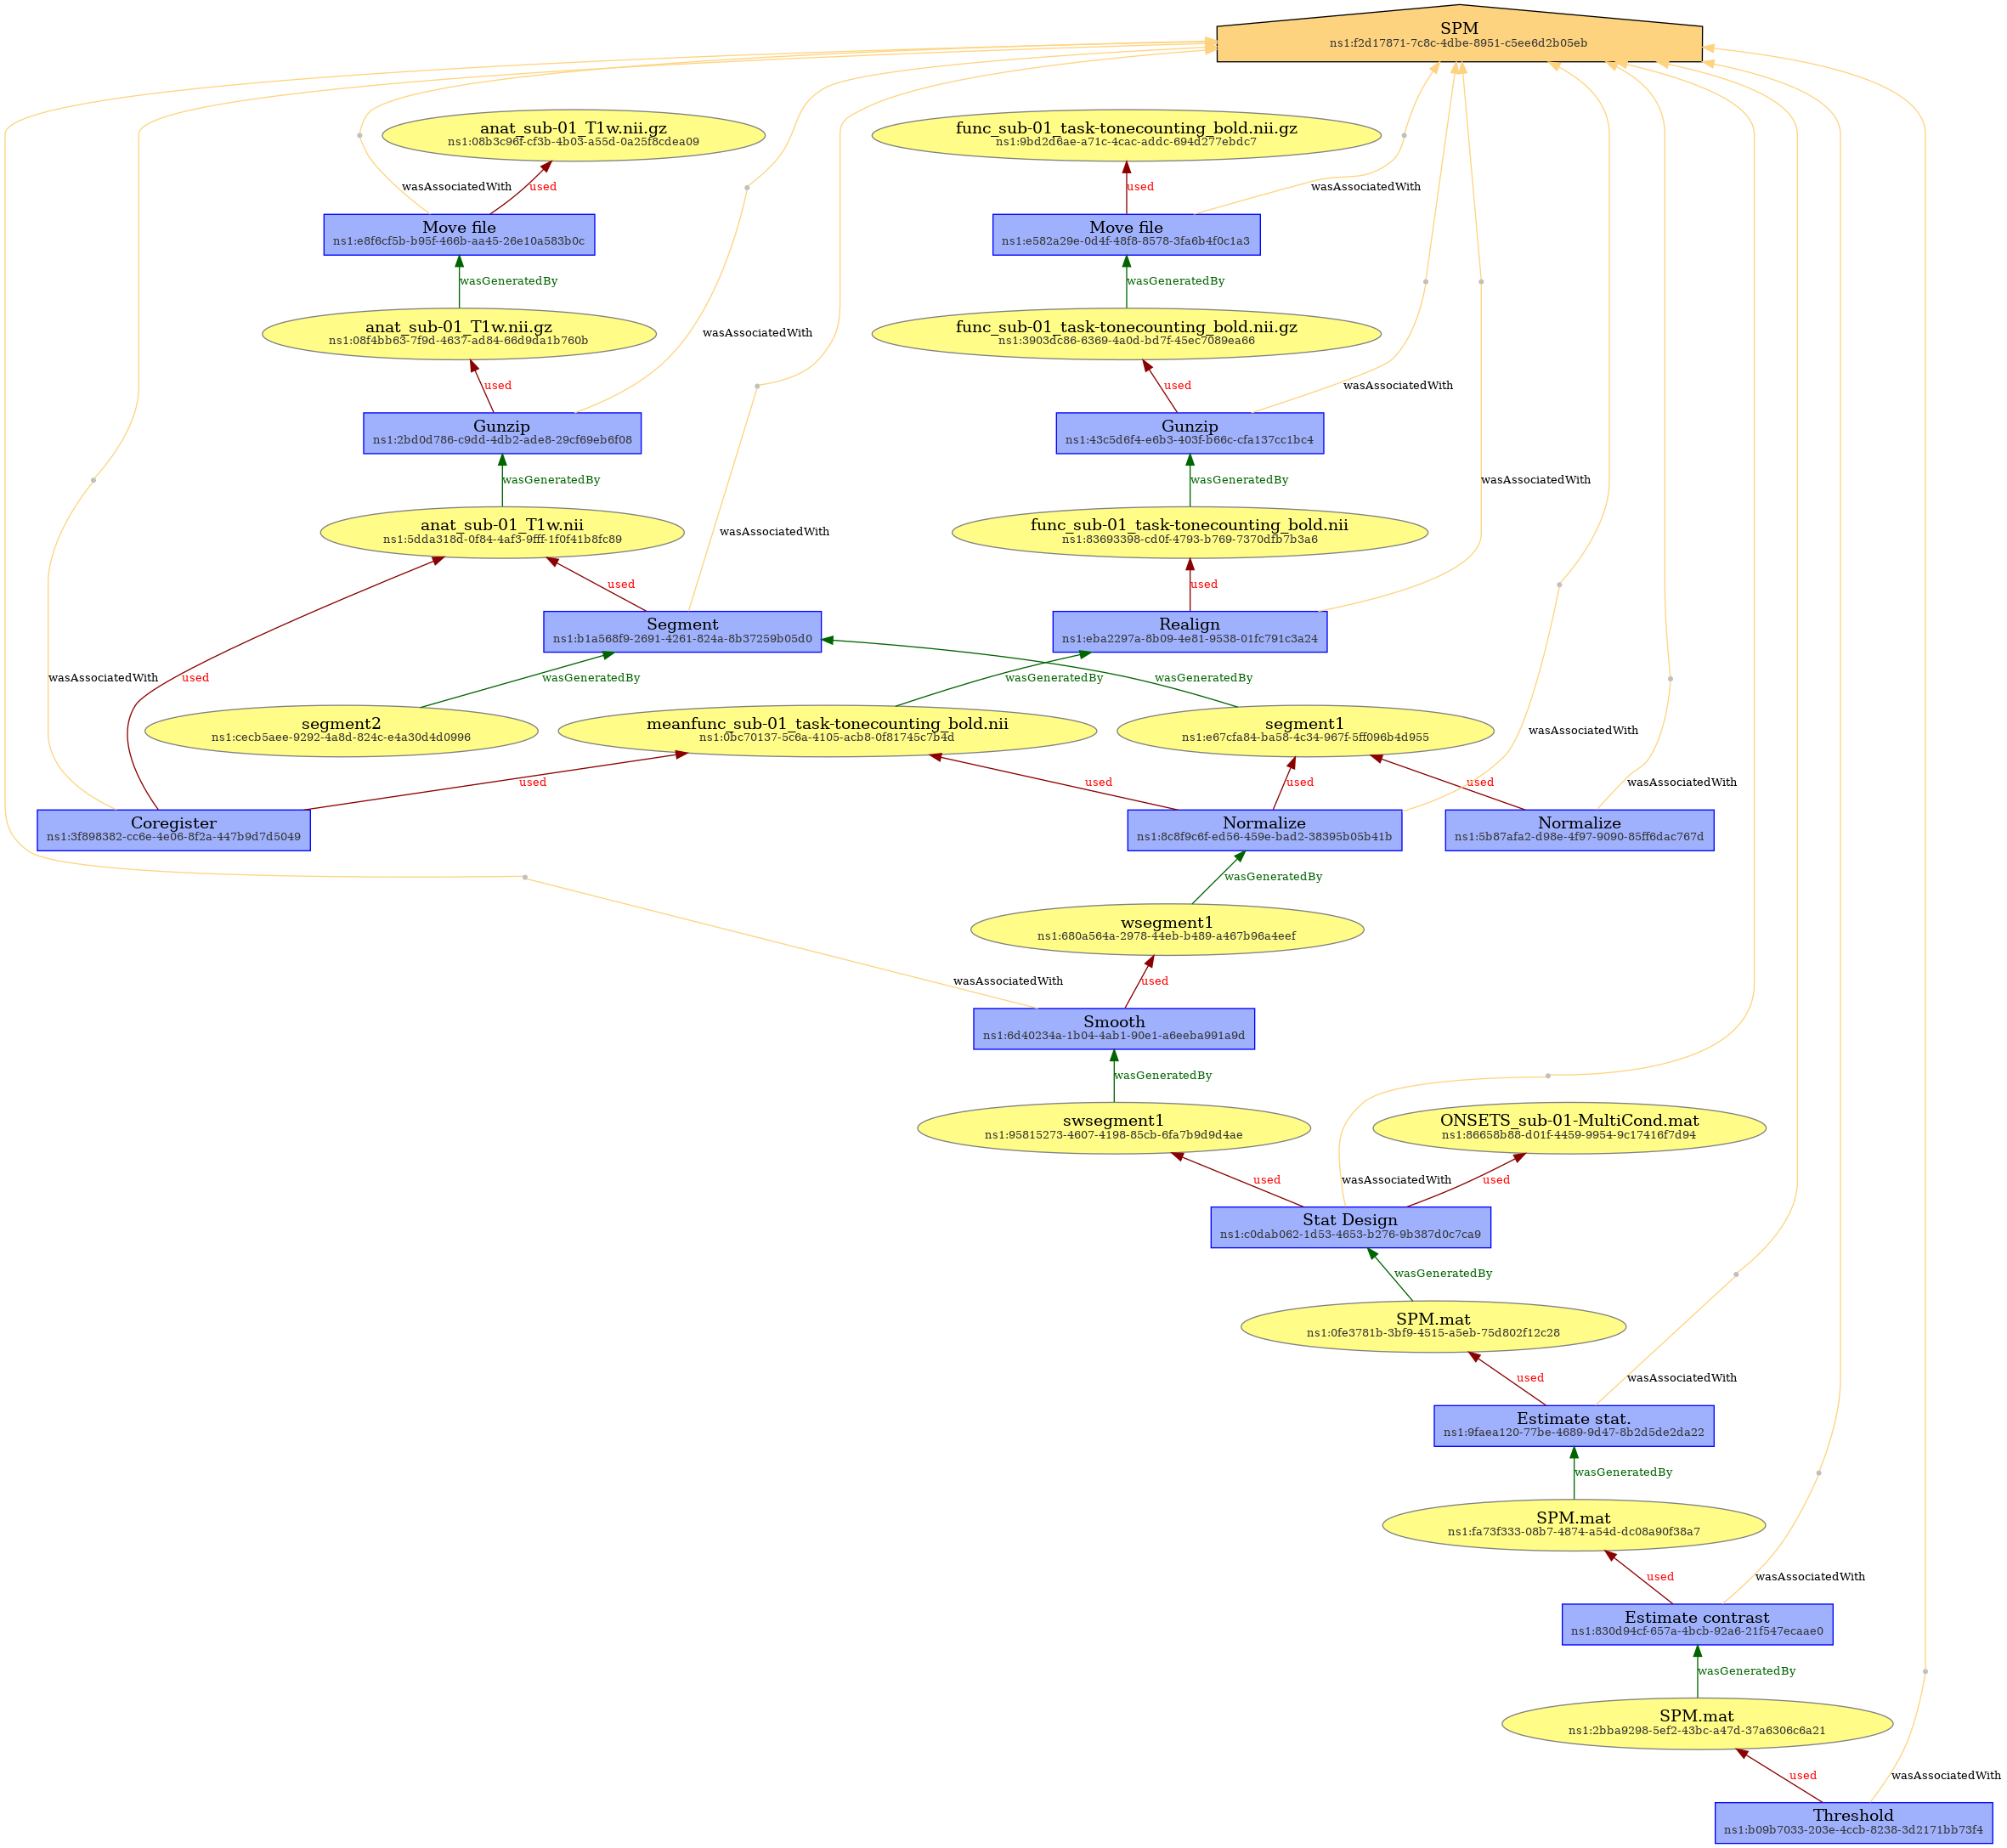 SPM
ns1:f2d17871-7c8c-4dbe-8951-c5ee6d2b05eb
anat_sub-01_T1w.nii.gz
ns1:08b3c96f-cf3b-4b03-a55d-0a25f8cdea09
func_sub-01_task-tonecounting_bold.nii.gz
ns1:9bd2d6ae-a71c-4cac-addc-694d277ebdc7
wasAssociatedWith
used
used
wasAssociatedWith
Move file
ns1:e8f6cf5b-b95f-466b-aa45-26e10a583b0c
Move file
ns1:e582a29e-0d4f-48f8-8578-3fa6b4f0c1a3
wasGeneratedBy
wasGeneratedBy
anat_sub-01_T1w.nii.gz
ns1:08f4bb63-7f9d-4637-ad84-66d9da1b760b
wasAssociatedWith
func_sub-01_task-tonecounting_bold.nii.gz
ns1:3903dc86-6369-4a0d-bd7f-45ec7089ea66
used
used
wasAssociatedWith
Gunzip
ns1:2bd0d786-c9dd-4db2-ade8-29cf69eb6f08
Gunzip
ns1:43c5d6f4-e6b3-403f-b66c-cfa137cc1bc4
wasGeneratedBy
wasGeneratedBy
wasAssociatedWith
anat_sub-01_T1w.nii
ns1:5dda318d-0f84-4af3-9fff-1f0f41b8fc89
wasAssociatedWith
func_sub-01_task-tonecounting_bold.nii
ns1:83693398-cd0f-4793-b769-7370dfb7b3a6
used
used
Segment
ns1:b1a568f9-2691-4261-824a-8b37259b05d0
Realign
ns1:eba2297a-8b09-4e81-9538-01fc791c3a24
wasAssociatedWith
used
wasGeneratedBy
wasGeneratedBy
wasGeneratedBy
segment2
ns1:cecb5aee-9292-4a8d-824c-e4a30d4d0996
meanfunc_sub-01_task-tonecounting_bold.nii
ns1:0bc70137-5c6a-4105-acb8-0f81745c7b4d
segment1
ns1:e67cfa84-ba58-4c34-967f-5ff096b4d955
wasAssociatedWith
used
used
used
used
wasAssociatedWith
Coregister
ns1:3f898382-cc6e-4e06-8f2a-447b9d7d5049
Normalize
ns1:8c8f9c6f-ed56-459e-bad2-38395b05b41b
Normalize
ns1:5b87afa2-d98e-4f97-9090-85ff6dac767d
wasGeneratedBy
wsegment1
ns1:680a564a-2978-44eb-b489-a467b96a4eef
wasAssociatedWith
used
Smooth
ns1:6d40234a-1b04-4ab1-90e1-a6eeba991a9d
wasGeneratedBy
swsegment1
ns1:95815273-4607-4198-85cb-6fa7b9d9d4ae
ONSETS_sub-01-MultiCond.mat
ns1:86658b88-d01f-4459-9954-9c17416f7d94
used
wasAssociatedWith
used
Stat Design
ns1:c0dab062-1d53-4653-b276-9b387d0c7ca9
wasGeneratedBy
SPM.mat
ns1:0fe3781b-3bf9-4515-a5eb-75d802f12c28
used
wasAssociatedWith
Estimate stat.
ns1:9faea120-77be-4689-9d47-8b2d5de2da22
wasGeneratedBy
SPM.mat
ns1:fa73f333-08b7-4874-a54d-dc08a90f38a7
used
wasAssociatedWith
Estimate contrast
ns1:830d94cf-657a-4bcb-92a6-21f547ecaae0
wasGeneratedBy
SPM.mat
ns1:2bba9298-5ef2-43bc-a47d-37a6306c6a21
used
wasAssociatedWith
Threshold
ns1:b09b7033-203e-4ccb-8238-3d2171bb73f4